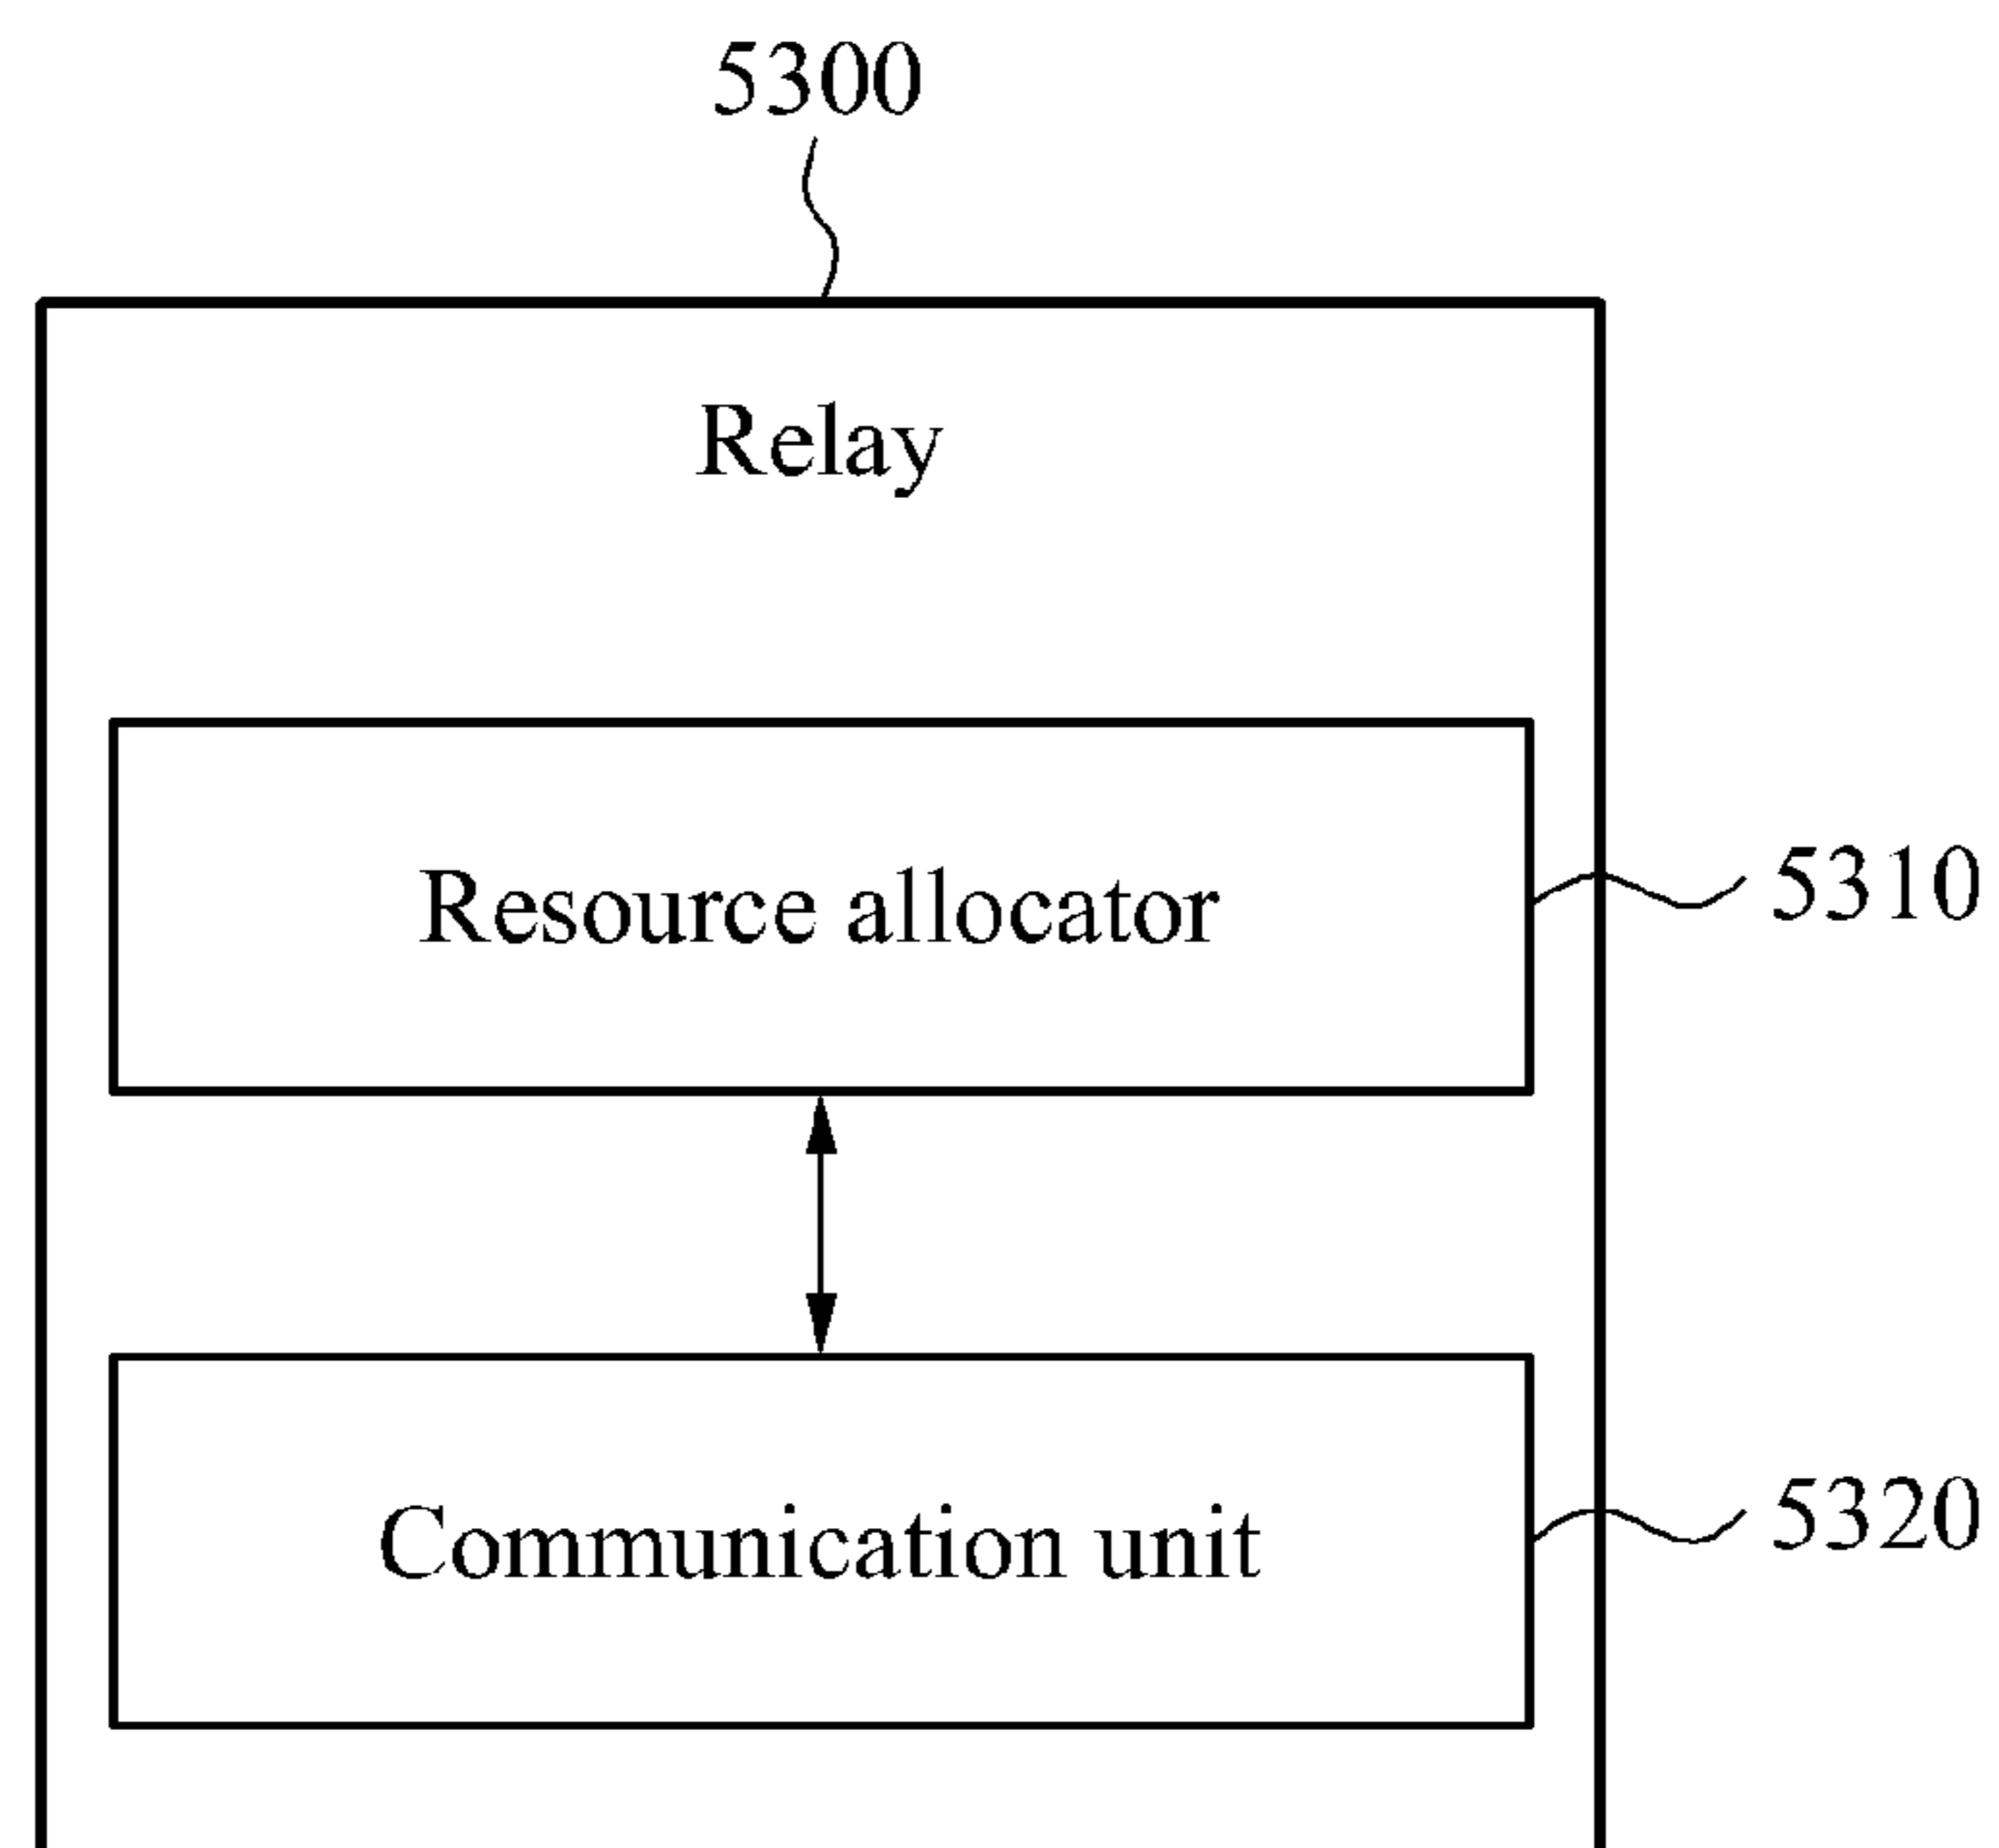 5300
Relay
Resource allocator
5310
Communication unit
5320